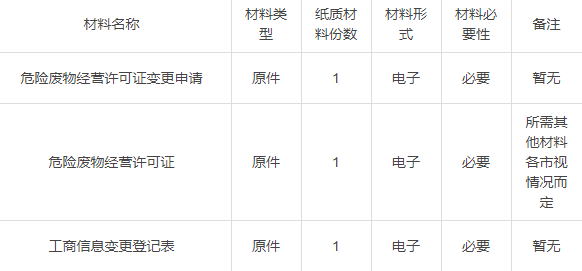 材料名称
材料类
型
纸质材
料份数
材料形
式
材料必
要性
备注
危险废物经营许可证变更申请
原件
1
电子
必要
暂无
危险废物经营许可证
原件
1
电子
必要
所需其
他材料
各市视
情况而
定
工商信息变更登记表
原件
1
电子
必要
暂无